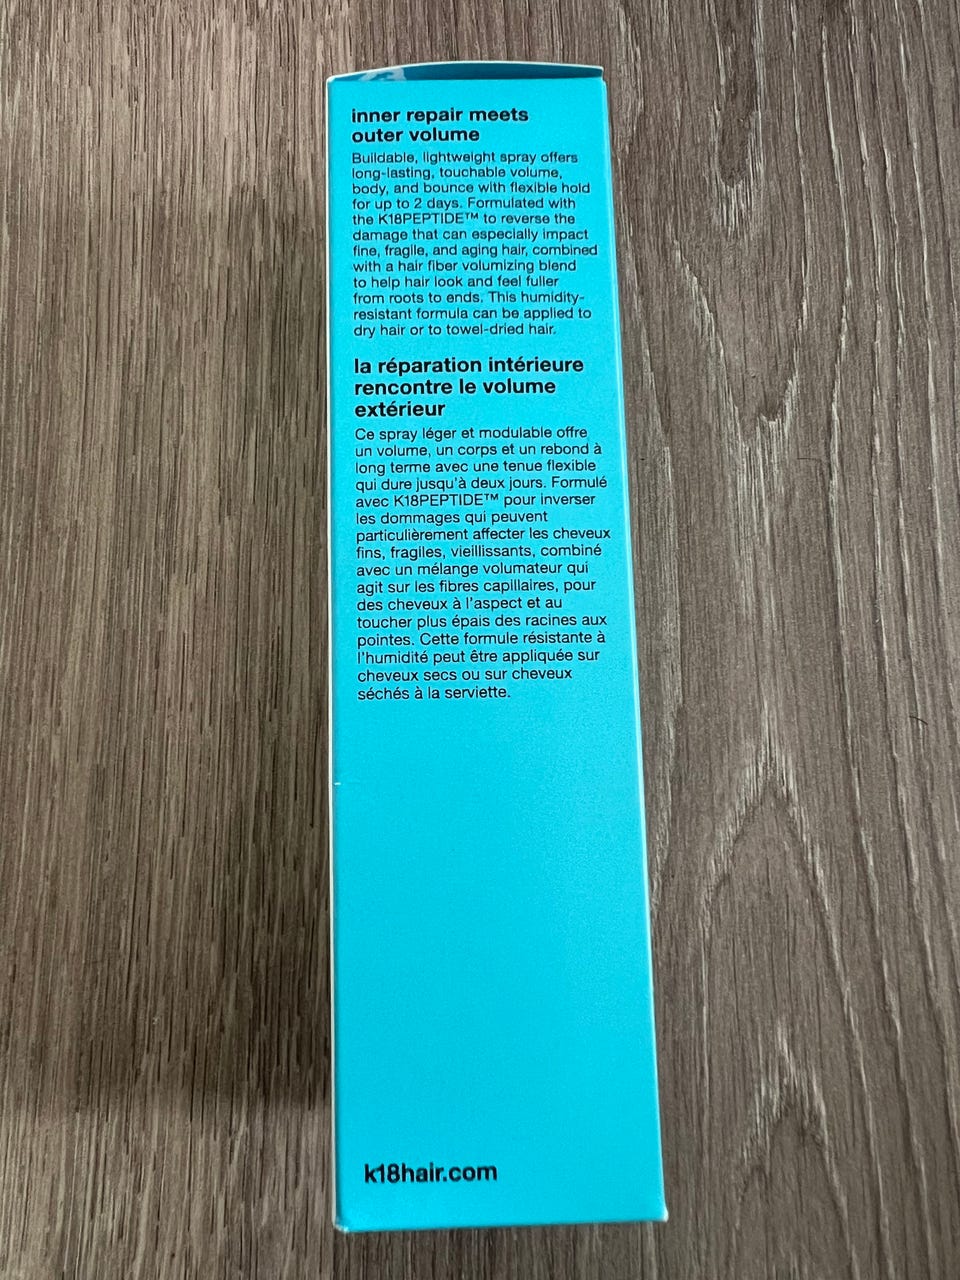 inner repair meets
outer volume
Buildable, lightweight spray offers
long-lasting, touchable volume,
body, and bounce with flexible hold
for up to 2 days. Formulated with
the K18PEPTIDE™ to reverse the
damage that can especially impact
fine, fragile, and aging hair, combined
with a hair fiber volumizing blend
to help hair look and feel fuller
from roots to ends. This humidity-
resistant formula can be applied to
dry hair or to towel-dried hair.
la réparation intérieure
rencontre le volume
extérieur
Ce spray léger et modulable offre
un volume, un corps et un rebond à
long terme avec une tenue flexible
qui dure jusqu'à deux jours. Formulé
avec K18PEPTIDE™ pour inverser
les dommages qui peuvent
particulièrement affecter les cheveux
fins, fragiles, vieillissants, combiné
avec un mélange volumateur qui
agit sur les fibres capillaires, pour
des cheveux à l'aspect et au
toucher plus épais des racines aux
pointes. Cette formule résistante à
l'humidité peut être appliquée sur
cheveux secs ou sur cheveux
séchés à la serviette.
k18hair.com